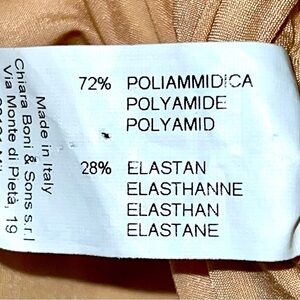 72% POLIAMMIDICA
POLYAMIDE
POLYAMID
28% ELASTAN
ELASTHANNE
ELASTHAN
ELASTANE
Made in Italy
Chiara Boni & Sons s.r.l
Via Monte di Pietà, 19